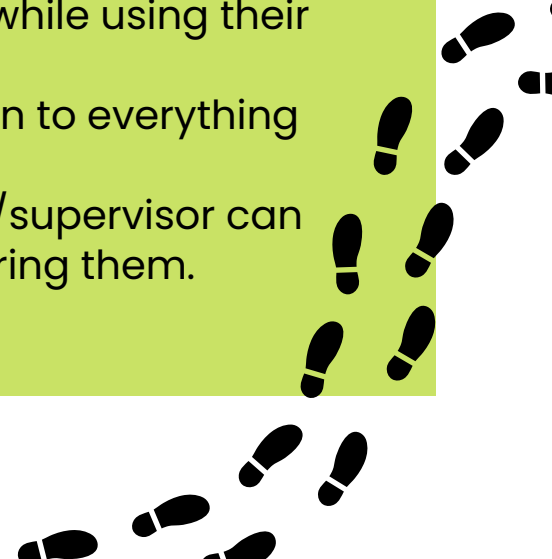 while using their
n to everything
/supervisor can
ring them.